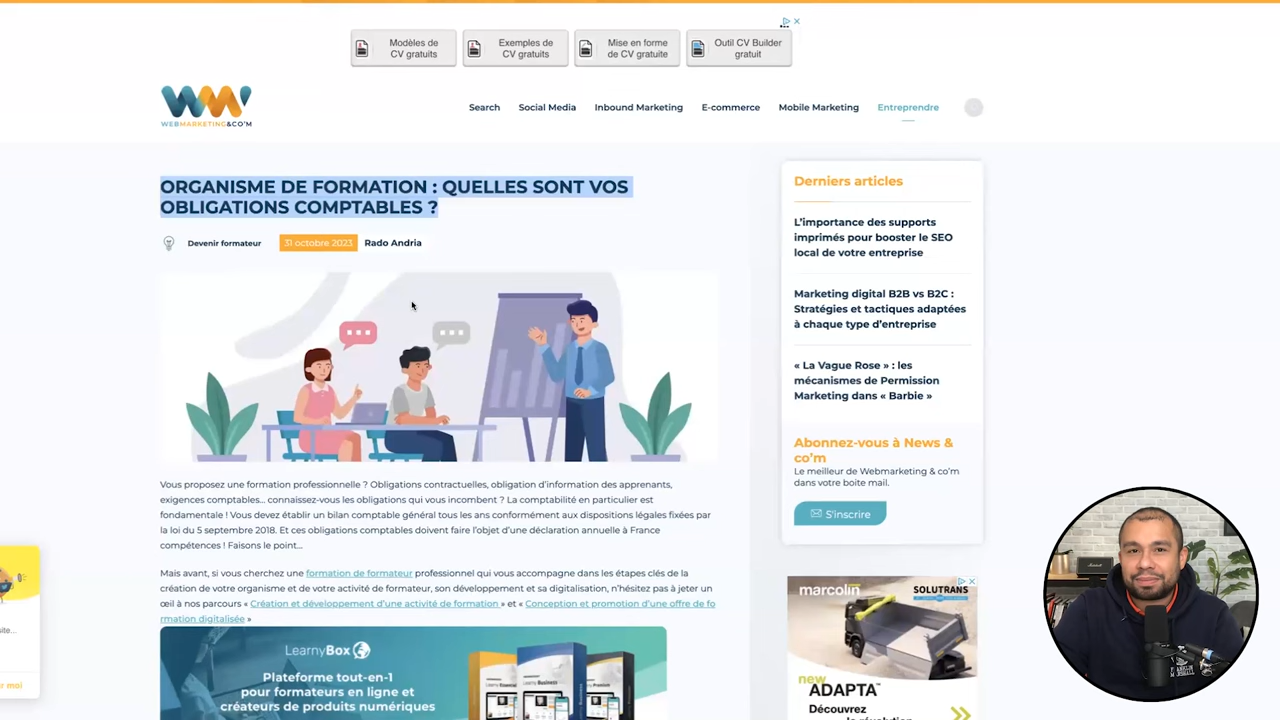 Modèles de
CV gratuits
Exemples de
CV gratuits
Mise en forme
de CV gratuite
Outil CV Builder
gratuit
WEBMARKETING&CO'M
Search
Social Media
Inbound Marketing
E-commerce
Mobile Marketing
Entreprendre
ORGANISME DE FORMATION : QUELLES SONT VOS
OBLIGATIONS COMPTABLES ?
Devenir formateur
31 octobre 2023
Rado Andria
Vous proposez une formation professionnelle ? Obligations contractuelles, obligation d'information des apprenants,
exigences comptables... connaissez-vous les obligations qui vous incombent ? La comptabilité en particulier est
fondamentale ! Vous devez établir un bilan comptable général tous les ans conformément aux dispositions légales fixées par
la loi du 5 septembre 2018. Et ces obligations comptables doivent faire l'objet d'une déclaration annuelle à France
compétences ! Faisons le point...
Mais avant, si vous cherchez une formation de formateur professionnel qui vous accompagne dans les étapes clés de la
création de votre organisme et de votre activité de formateur, son développement et sa digitalisation, n'hésitez pas à jeter un
œil à nos parcours « Création et développement d'une activité de formation » et « Conception et promotion d'une offre de fo
rmation digitalisée »
LearnyBox
Plateforme tout-en-1
pour formateurs en ligne et
créateurs de produits numériques
Derniers articles
L'importance des supports
imprimés pour booster le SEO
local de votre entreprise
Marketing digital B2B vs B2C :
Stratégies et tactiques adaptées
à chaque type d'entreprise
« La Vague Rose » : les
mécanismes de Permission
Marketing dans « Barbie »
Abonnez-vous à News &
co'm
Le meilleur de Webmarketing & co'm
dans votre boite mail.
S'inscrire
marcolin
SOLUTRANS
new
ADAPTA™
Découvrez
site...
r moi